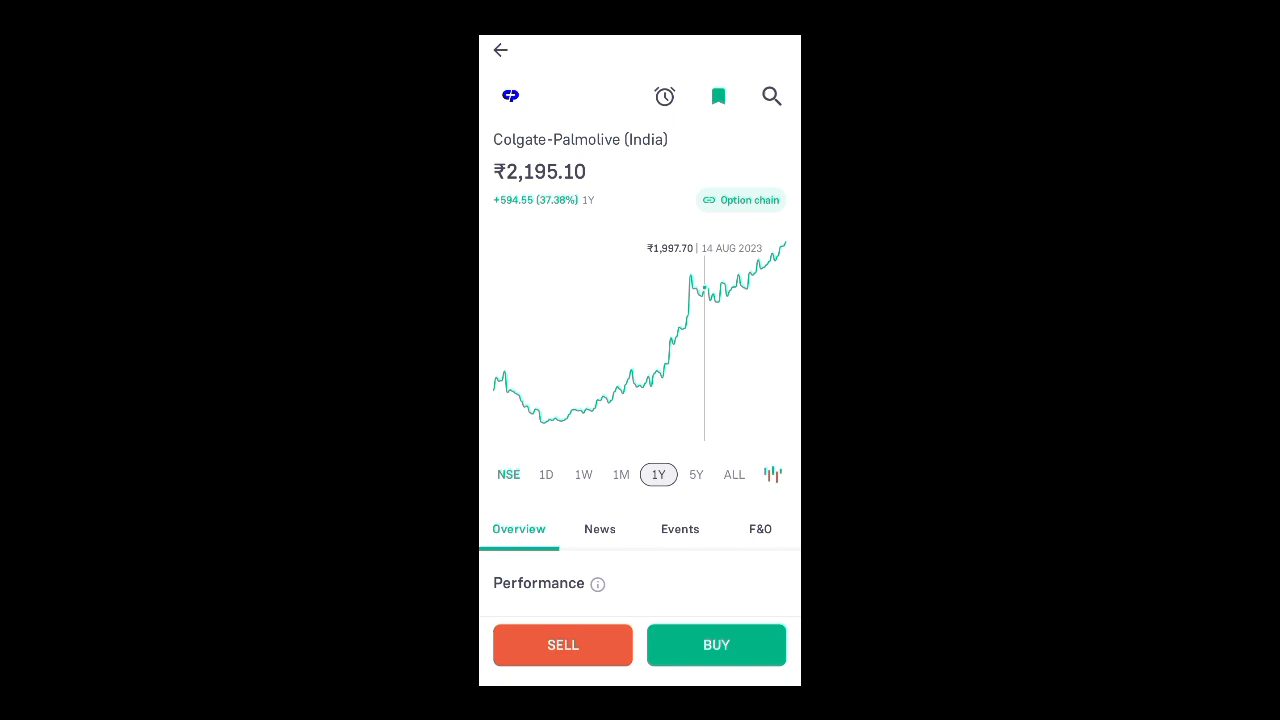 Colgate-Palmolive (India)
₹2,195.10
+594.55 (37.38%) 1Y
Option chain
₹1,997.70 | 14 AUG 2023
NSE 1D 1W 1M 1Y 5Y ALL
Overview News Events F&O
Performance
SELL BUY